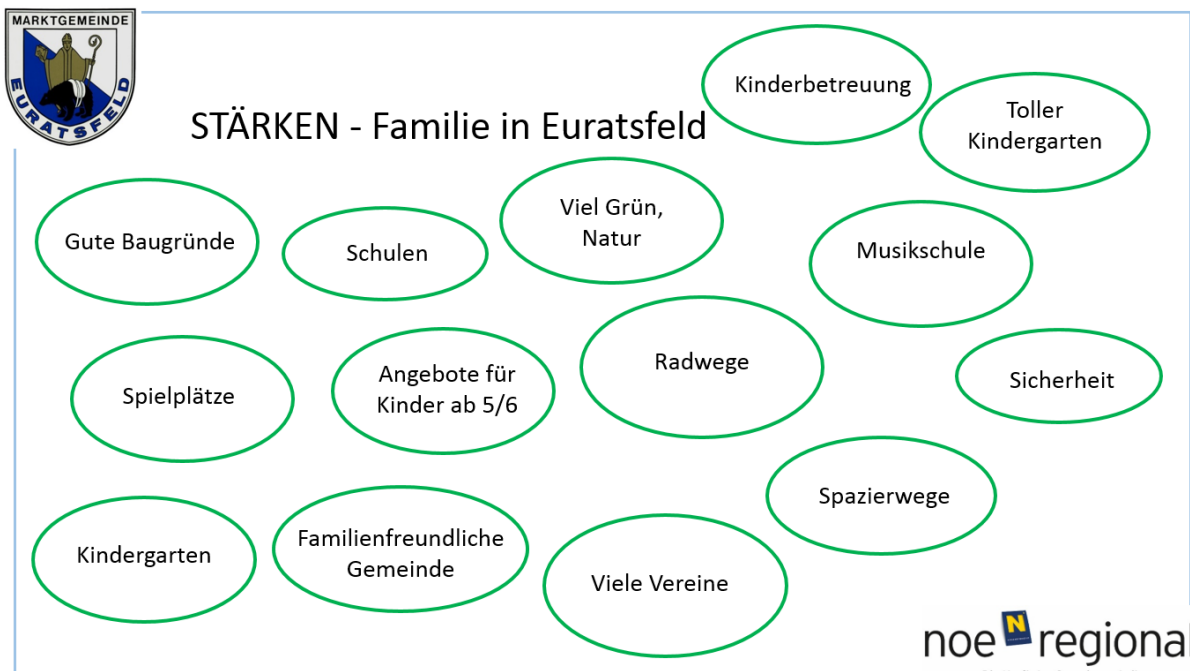 MARKTGEMEINDE
EURATSFELD
STÄRKEN - Familie in Euratsfeld
Kinderbetreuung
Toller
Kindergarten
Gute Baugründe
Schulen
Viel Grün,
Natur
Musikschule
Spielplätze
Angebote für
Kinder ab 5/6
Radwege
Sicherheit
Kindergarten
Familienfreundliche
Gemeinde
Viele Vereine
Spazierwege
noe N regional